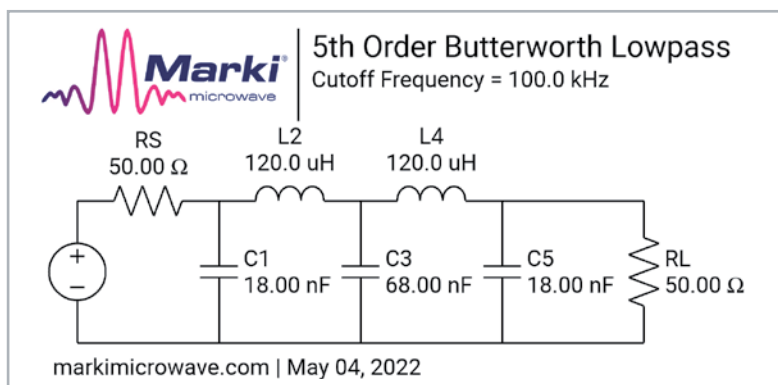 Marki®
microwave
5th Order Butterworth Lowpass
Cutoff Frequency = 100.0 kHz
RS
50.00 Ω
L2
120.0 uH
L4
120.0 uH
+
−
C1
18.00 nF
C3
68.00 nF
C5
18.00 nF
RL
50.00 Ω
markimicrowave.com | May 04, 2022